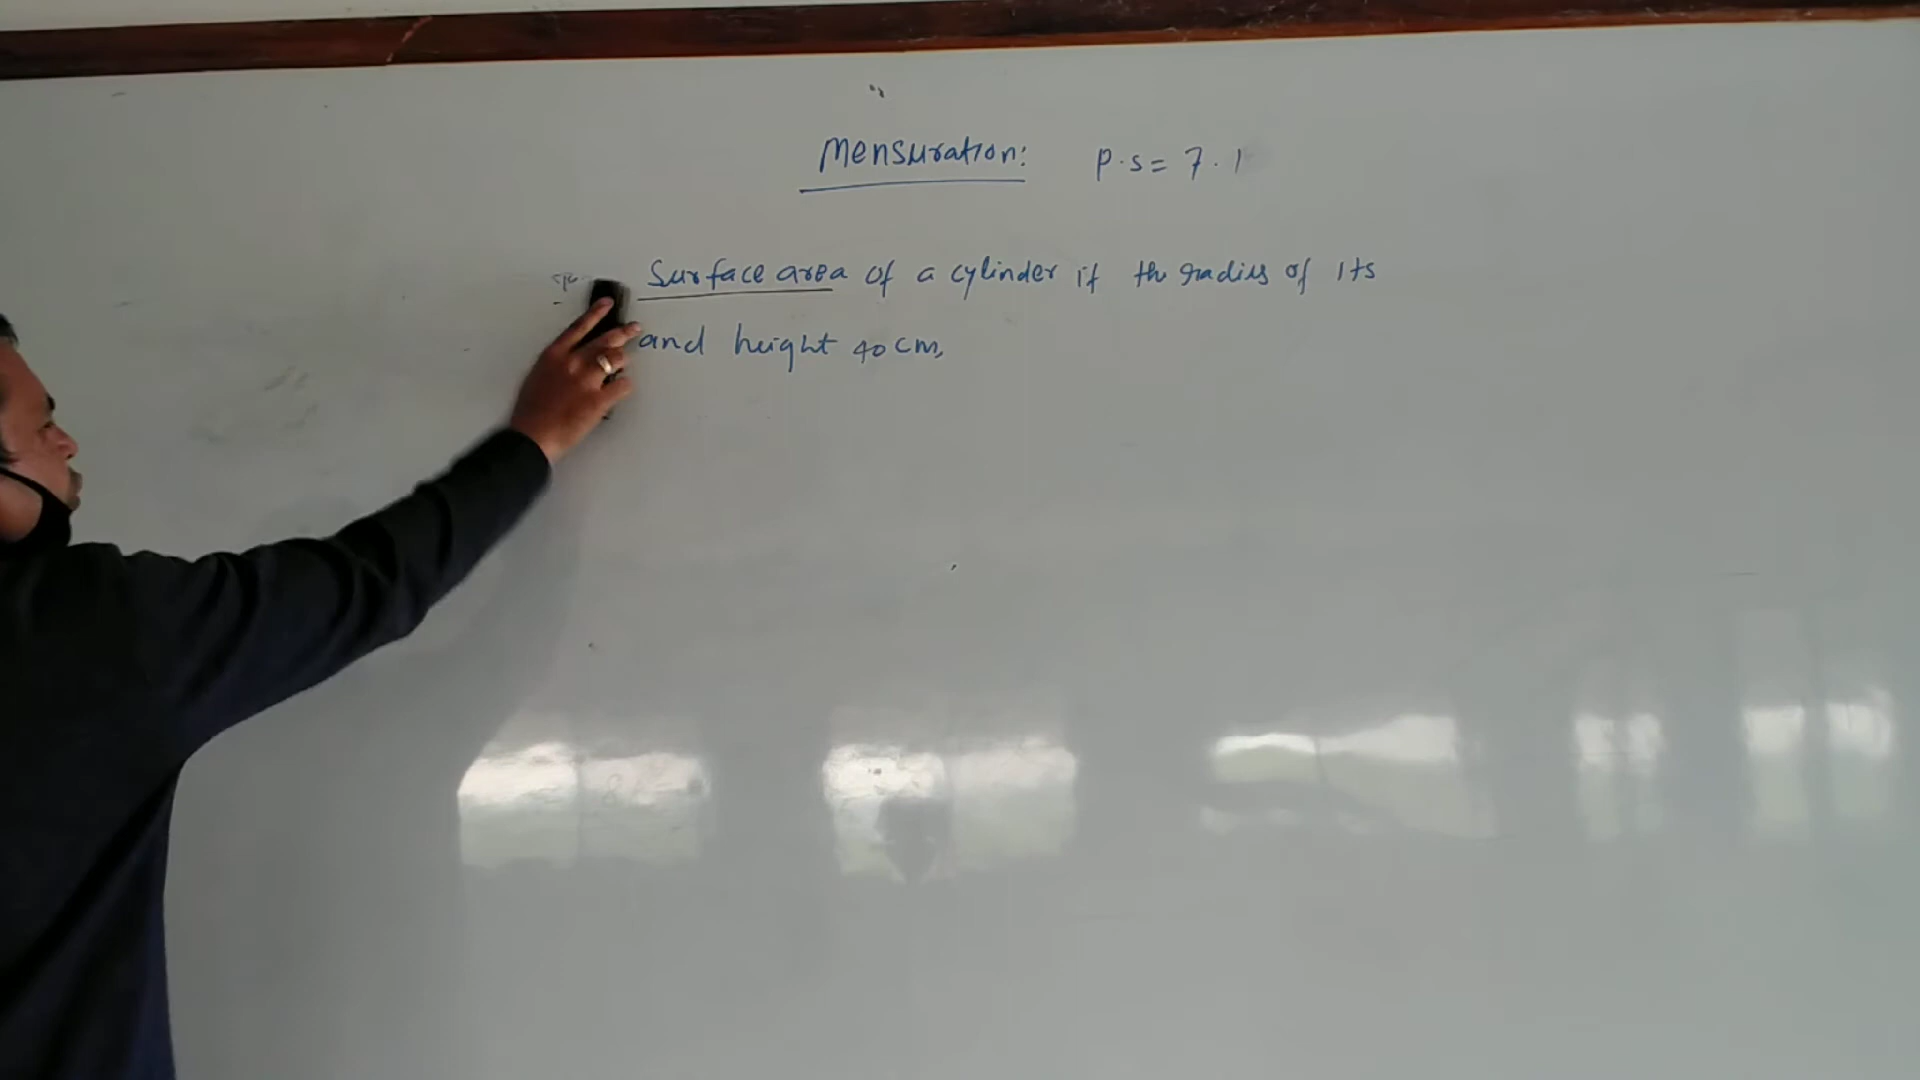 Mensuration: P.S = 7.1
Surface area of a cylinder if the radius of its
and height 40 cm,